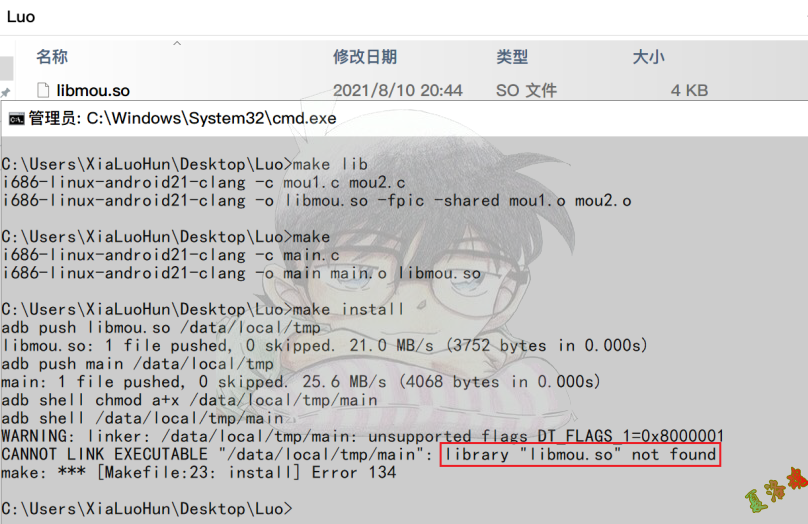 Luo
名称 修改日期 类型 大小
libmou.so 2021/8/10 20:44 SO 文件 4 KB
管理员: C:\Windows\System32\cmd.exe
C:\Users\XiaLuoHun\Desktop\Luo>make lib
i686-linux-android21-clang -c mou1.c mou2.c
i686-linux-android21-clang -o libmou.so -fpic -shared mou1.o mou2.o
C:\Users\XiaLuoHun\Desktop\Luo>make
i686-linux-android21-clang -c main.c
i686-linux-android21-clang -o main main.o libmou.so
C:\Users\XiaLuoHun\Desktop\Luo>make install
adb push libmou.so /data/local/tmp
libmou.so: 1 file pushed, 0 skipped. 21.0 MB/s (3752 bytes in 0.000s)
adb push main /data/local/tmp
main: 1 file pushed, 0 skipped. 25.6 MB/s (4068 bytes in 0.000s)
adb shell chmod a+x /data/local/tmp/main
adb shell /data/local/tmp/main
WARNING: linker: /data/local/tmp/main: unsupported flags DT_FLAGS_1=0x8000001
CANNOT LINK EXECUTABLE "/data/local/tmp/main": library "libmou.so" not found
make: *** [Makefile:23: install] Error 134
C:\Users\XiaLuoHun\Desktop\Luo>